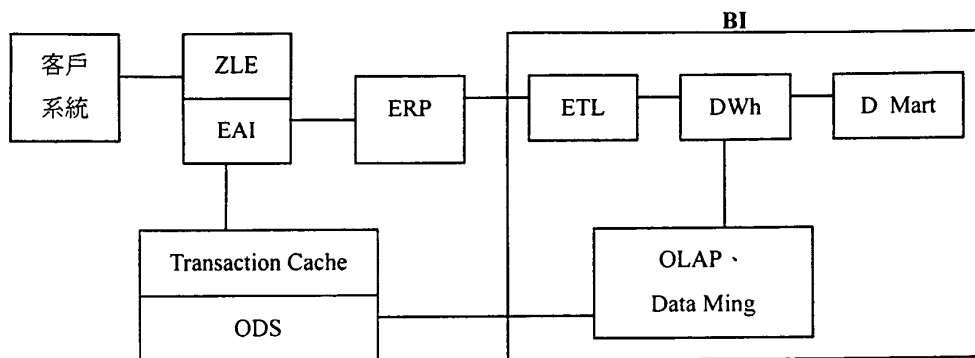 BI
客戶
系統
ZLE
EAI
ERP
ETL
DWh
D Mart
Transaction Cache
ODS
OLAP、
Data Ming